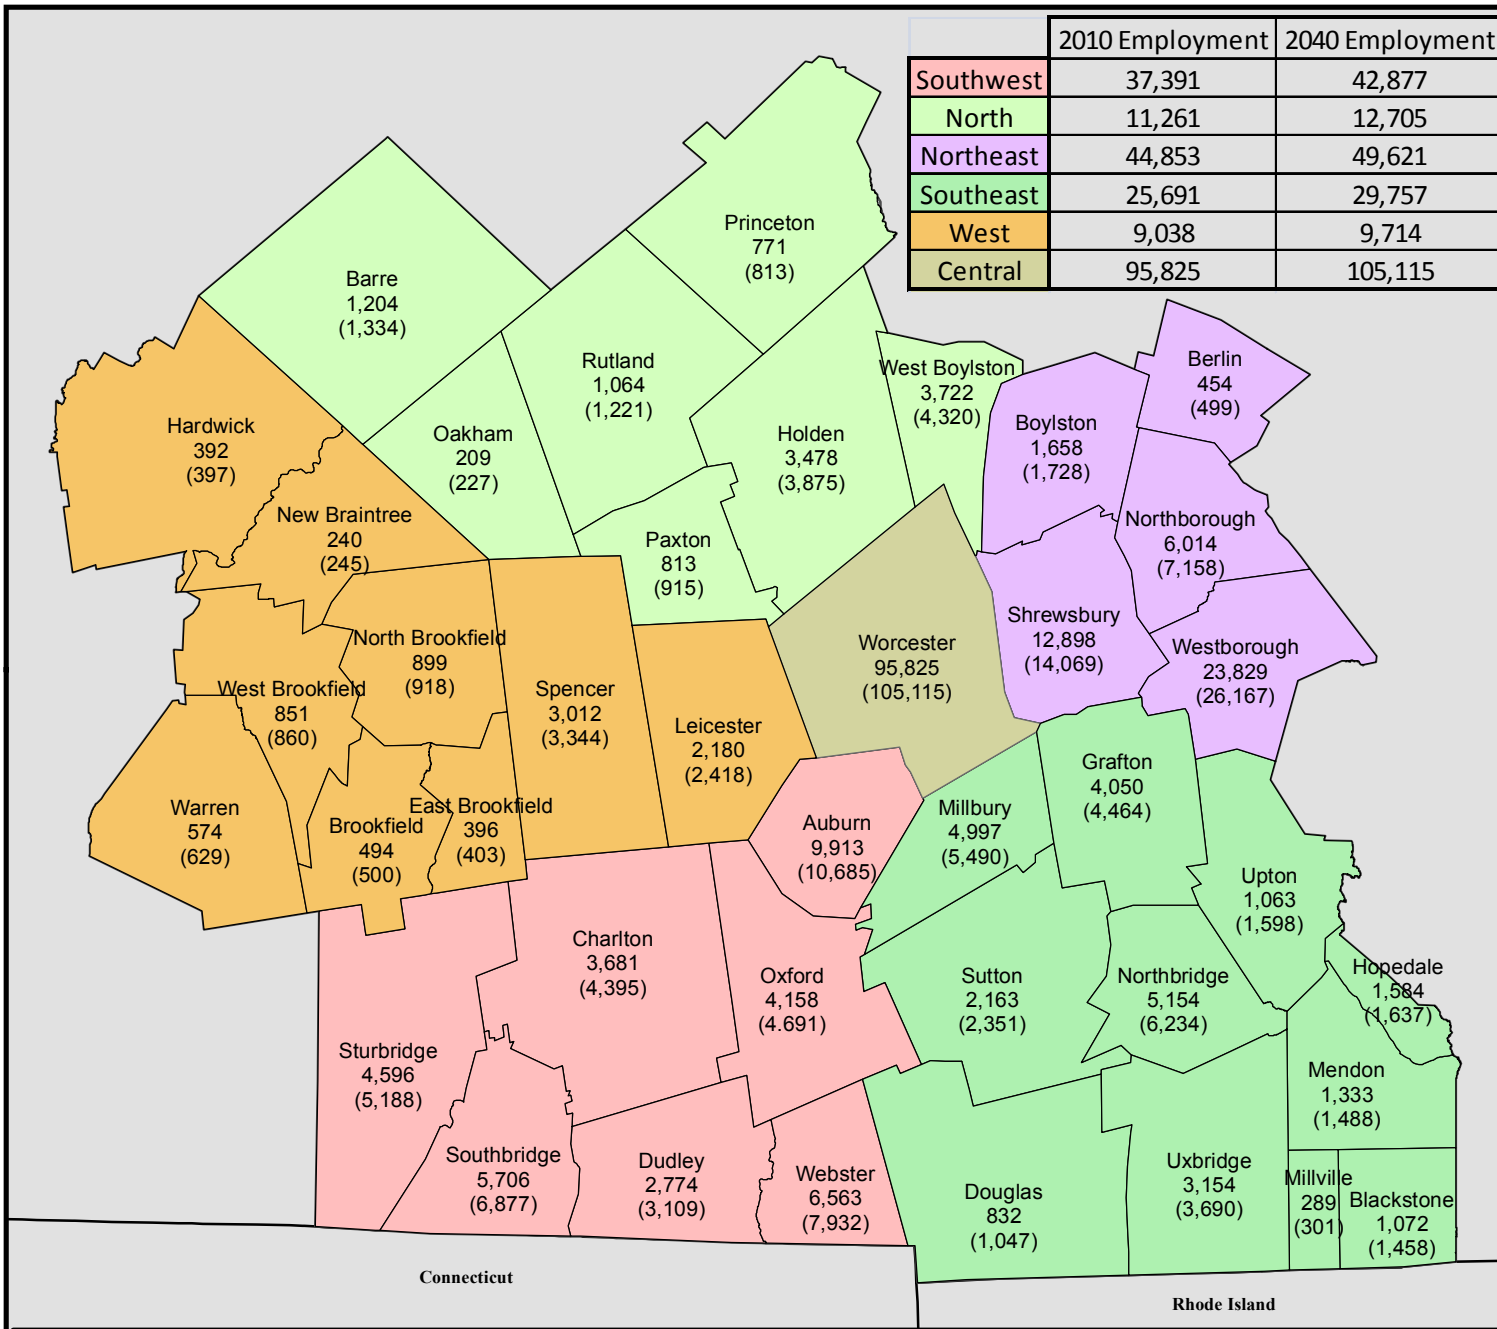 2010 Employment 2040 Employment
Southwest 37,391 42,877
North 11,261 12,705
Northeast 44,853 49,621
Southeast 25,691 29,757
West 9,038 9,714
Central 95,825 105,115
Princeton
771
(813)
Barre
1,204
(1,334)
Rutland
1,064
(1,221)
West Boylston
3,722
(4,320)
Berlin
454
(499)
Hardwick
392
(397)
Oakham
209
(227)
Holden
3,478
(3,875)
Boylston
1,658
(1,728)
New Braintree
240
(245)
Paxton
813
(915)
Northborough
6,014
(7,158)
North Brookfield
899
(918)
Worcester
95,825
(105,115)
Shrewsbury
12,898
(14,069)
Westborough
23,829
(26,167)
West Brookfield
851
(860)
Spencer
3,012
(3,344)
Leicester
2,180
(2,418)
Grafton
4,050
(4,464)
Warren
574
(629)
Brookfield
494
(500)
East Brookfield
396
(403)
Auburn
9,913
(10,685)
Millbury
4,997
(5,490)
Upton
1,063
(1,598)
Charlton
3,681
(4,395)
Oxford
4,158
(4.691)
Sutton
2,163
(2,351)
Northbridge
5,154
(6,234)
Hopedale
1,584
(1,637)
Sturbridge
4,596
(5,188)
Mendon
1,333
(1,488)
Southbridge
5,706
(6,877)
Dudley
2,774
(3,109)
Webster
6,563
(7,932)
Douglas
832
(1,047)
Uxbridge
3,154
(3,690)
Millville
289
(301)
Blackstone
1,072
(1,458)
Connecticut
Rhode Island